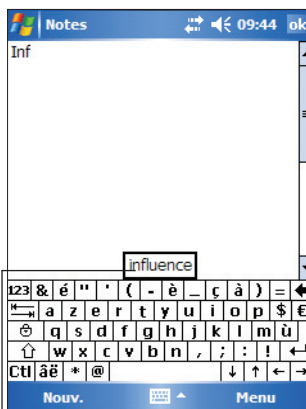 Notes 09:44 ok
Inf
influence
123 & é " ' ( - è _ ç à ) =
a z e r t y u i o p $ €
q s d f g h j k l m ù
w x c v b n , ; : !
Ctl âë * @ ↓ ↑ ← →
Nouv. Menu